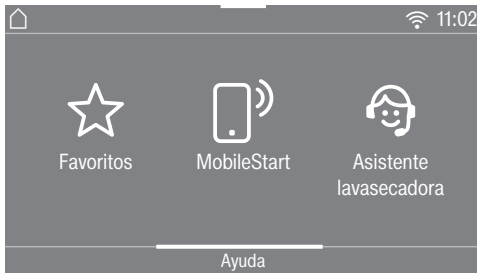 11:02
Favoritos
MobileStart
Asistente
lavasecadora
Ayuda